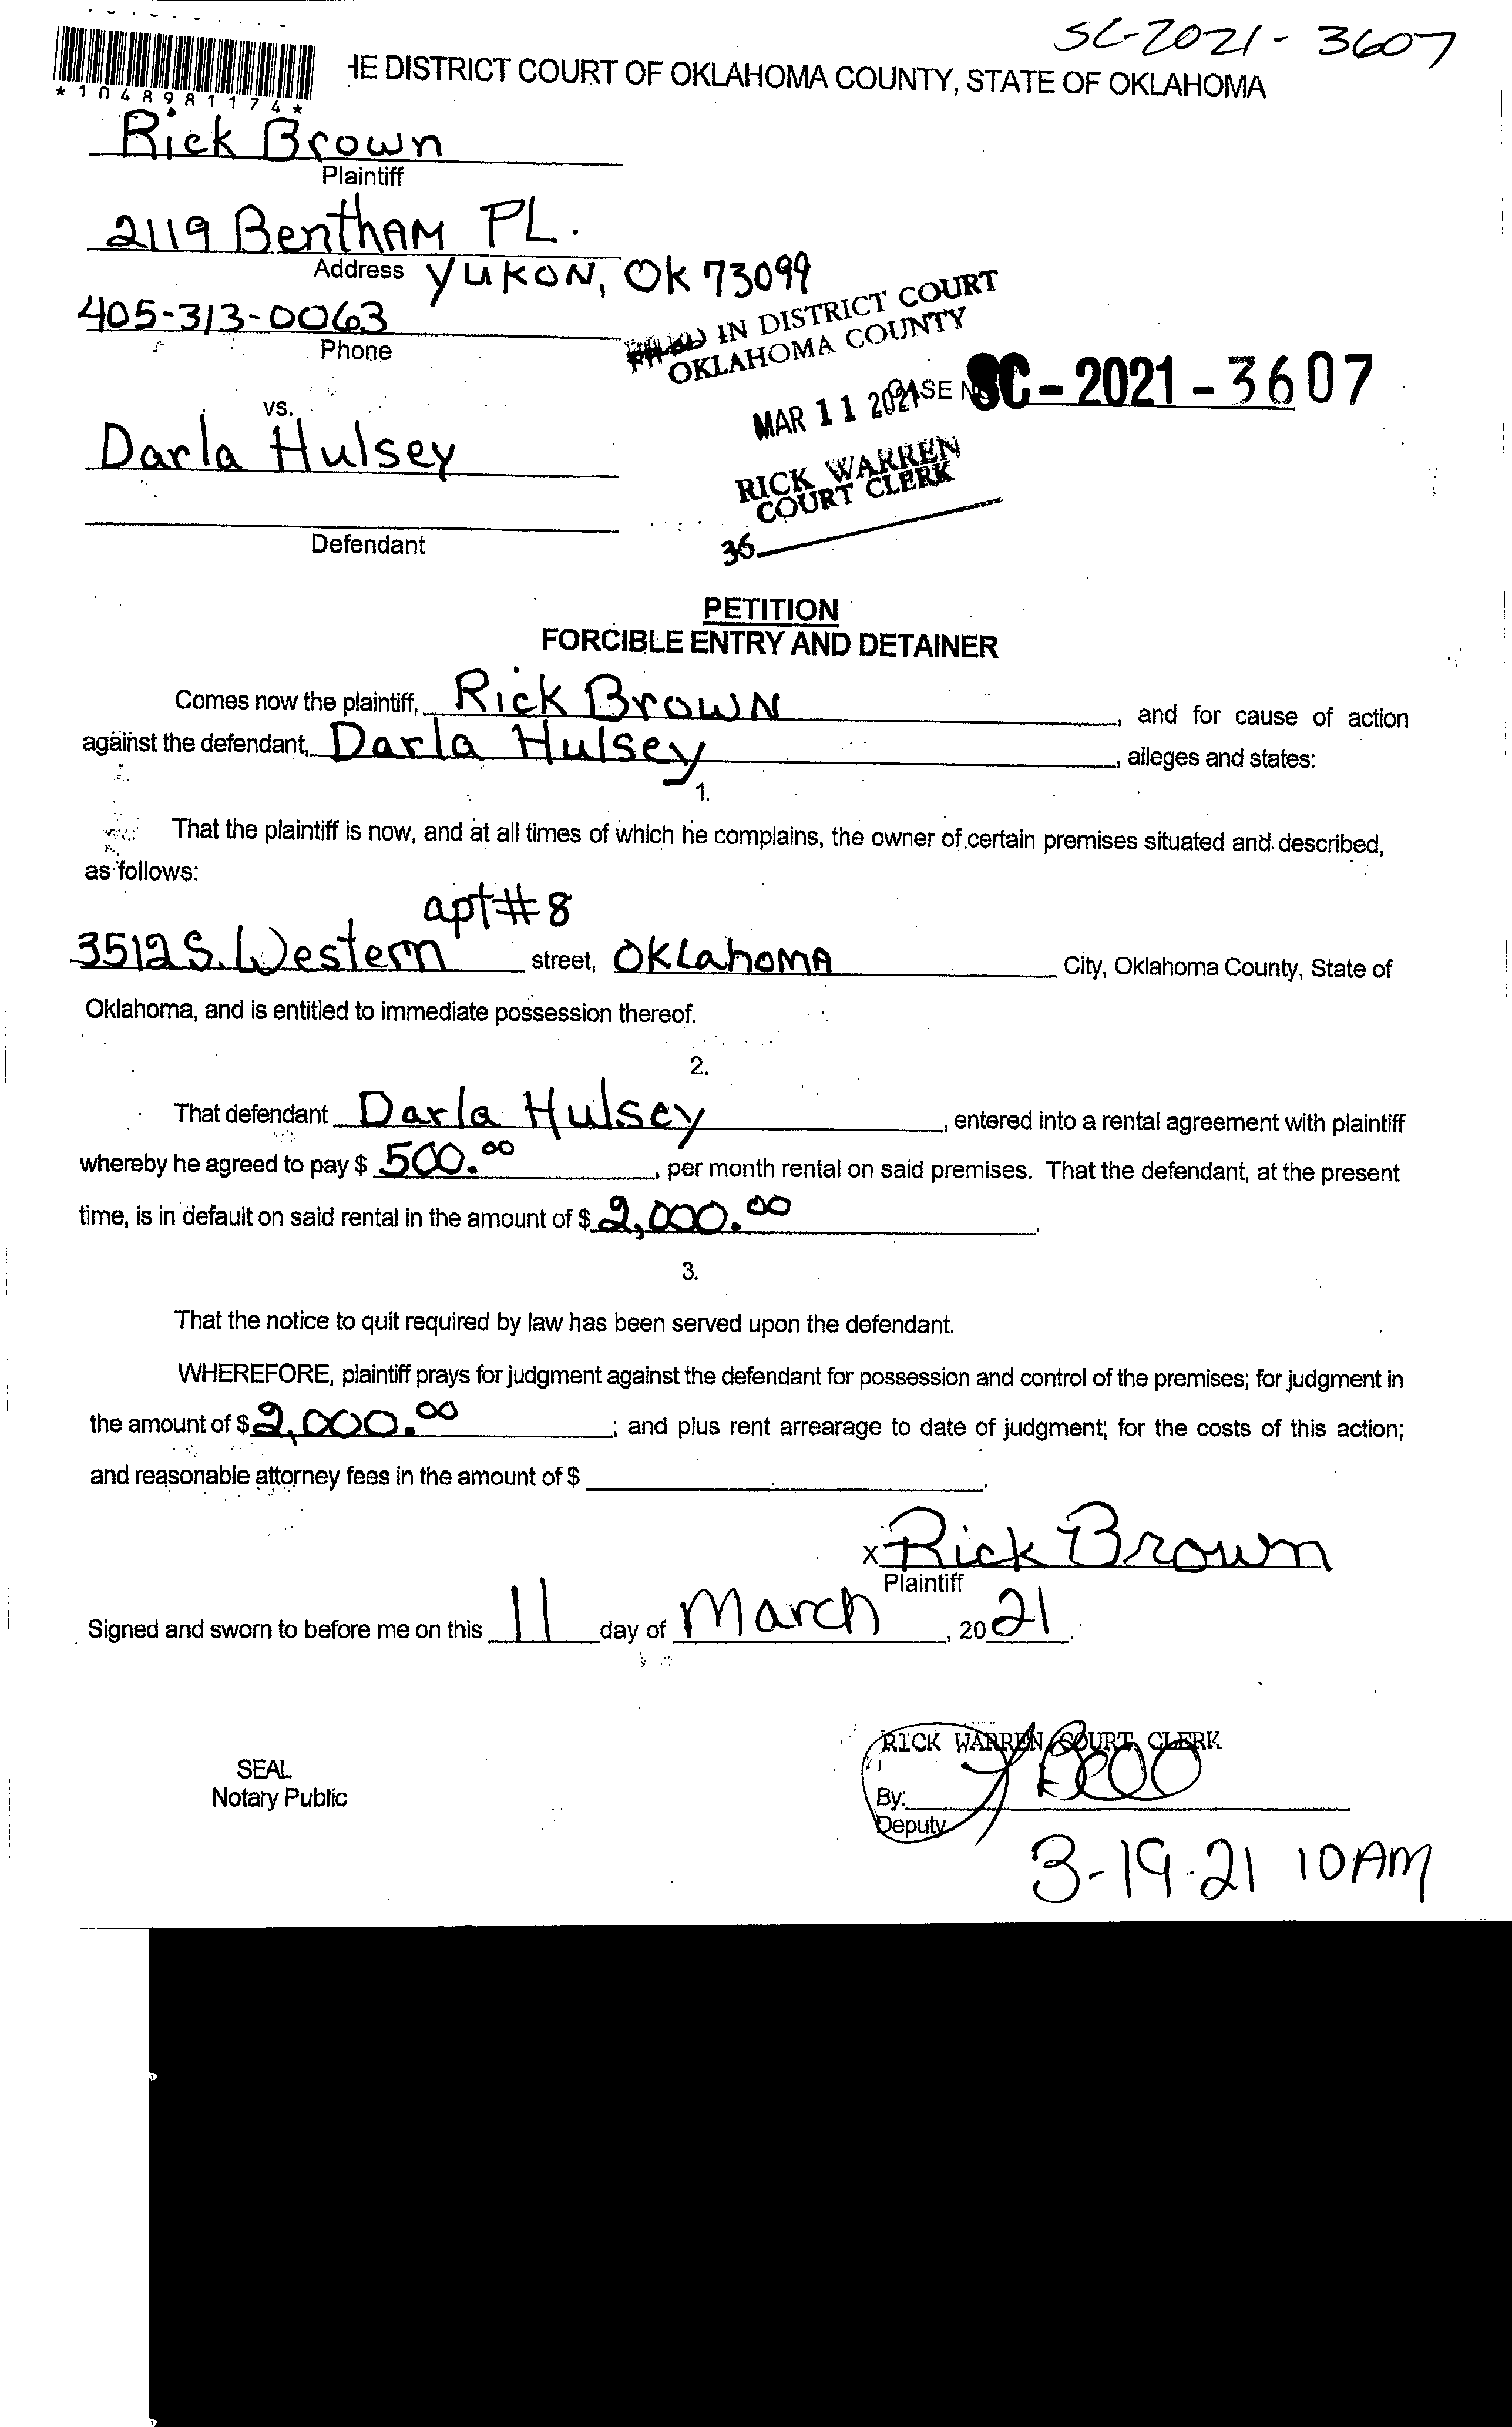 SC-2021-3607
HE DISTRICT COURT OF OKLAHOMA COUNTY, STATE OF OKLAHOMA
*1048981174*
Rick Brown
Plaintiff
2119 Bentham PL.
Address Yukon, OK 73099
405-313-0063
Phone
FILED IN DISTRICT COURT
OKLAHOMA COUNTY
MAR 11 2021
CASE NO. SC-2021-3607
RICK WARREN
COURT CLERK
36
vs.
Darla Hulsey
Defendant
PETITION
FORCIBLE ENTRY AND DETAINER
Comes now the plaintiff, Rick Brown, and for cause of action
against the defendant, Darla Hulsey, alleges and states:
1.
That the plaintiff is now, and at all times of which he complains, the owner of certain premises situated and described,
as follows:
apt#8
3512 S. Western street, Oklahoma City, Oklahoma County, State of
Oklahoma, and is entitled to immediate possession thereof.
2.
That defendant Darla Hulsey, entered into a rental agreement with plaintiff
whereby he agreed to pay $ 500.00, per month rental on said premises. That the defendant, at the present
time, is in default on said rental in the amount of $ 2,000.00.
3.
That the notice to quit required by law has been served upon the defendant.
WHEREFORE, plaintiff prays for judgment against the defendant for possession and control of the premises; for judgment in
the amount of $ 2,000.00; and plus rent arrearage to date of judgment; for the costs of this action;
and reasonable attorney fees in the amount of $ .
x Rick Brown
Plaintiff
Signed and sworn to before me on this 11 day of March, 20 21.
RICK WARREN COURT CLERK
SEAL
Notary Public
By:
Deputy
3-19-21 10AM